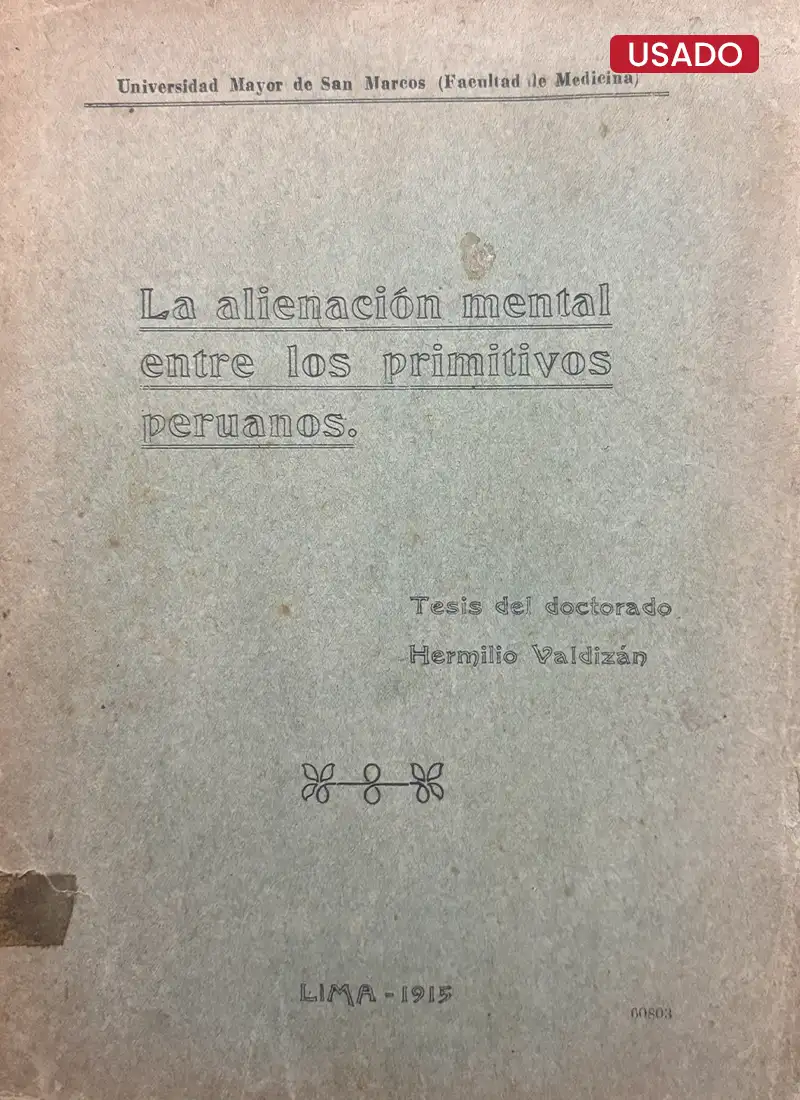 USADO
Universidad Mayor de San Marcos (Facultad de Medicina)
La alienación mental
entre los primitivos
peruanos.
Tesis del doctorado
Hermilio Valdizán
LIMA - 1915
60803